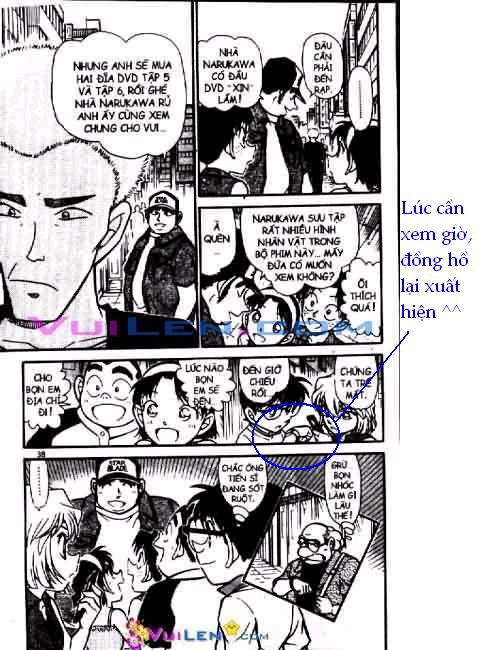 NHƯNG ANH SẼ MUA
HAI ĐĨA DVD TẬP 5
VÀ TẬP 6, RỒI GHÉ
NHÀ NARUKAWA RỦ
ANH ẤY CÙNG XEM
CHUNG CHO VUI...
NHÀ
NARUKAWA
CÓ ĐẦU
DVD "XỊN"
LẮM!
ĐÂU CẦN
PHẢI
ĐẾN
RẠP.
À
QUÊN...
NARUKAWA SƯU TẬP
RẤT NHIỀU HÌNH
NHÂN VẬT TRONG
BỘ PHIM NÀY... MẤY
ĐỨA CÓ MUỐN
XEM KHÔNG?
ÔI
THÍCH
QUÁ!
Lúc cần
xem giờ,
đồng hồ
lại xuất
hiện ^^
VuiLen.com
CHO
BỌN EM
ĐỊA CHỈ
ĐI!
LÚC NÀO
BỌN EM
SẼ
ĐẾN...
ĐẾN GIỜ
CHIẾU
RỒI.
CHÚNG
TA TRỄ
MẤT.
38
STAR
BLADE
CHẮC ÔNG
TIẾN SĨ
ĐANG SỐT
RUỘT.
GRỪ...
BỌN
NHÓC
LÀM GÌ
LÂU
THẾ!
VuiLen.com